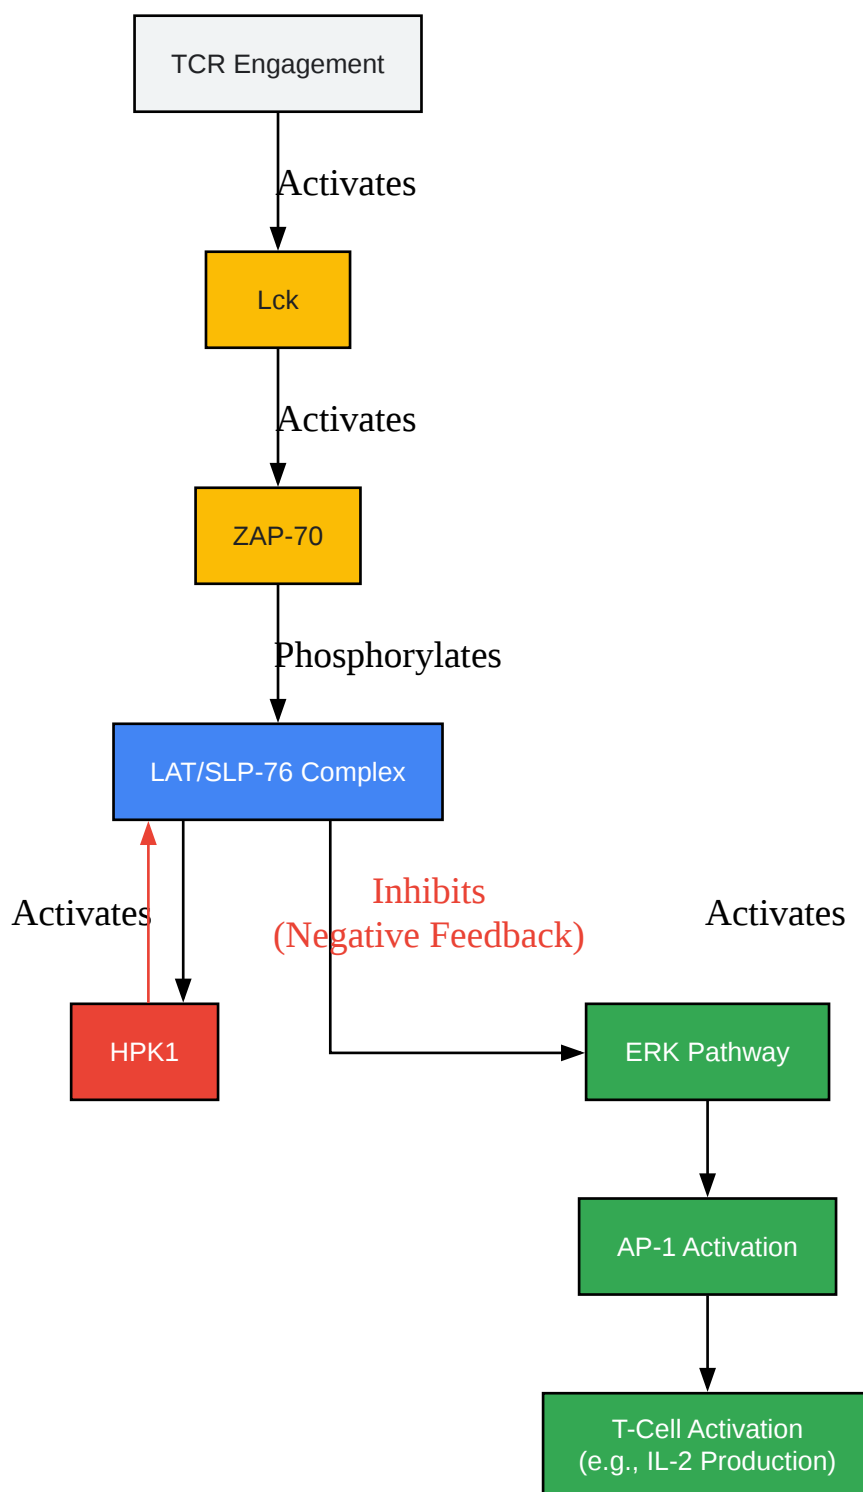 TCR Engagement
Activates
Lck
Activates
ZAP-70
Phosphorylates
LAT/SLP-76 Complex
Activates
Inhibits
(Negative Feedback)
Activates
HPK1
ERK Pathway
AP-1 Activation
T-Cell Activation
(e.g., IL-2 Production)